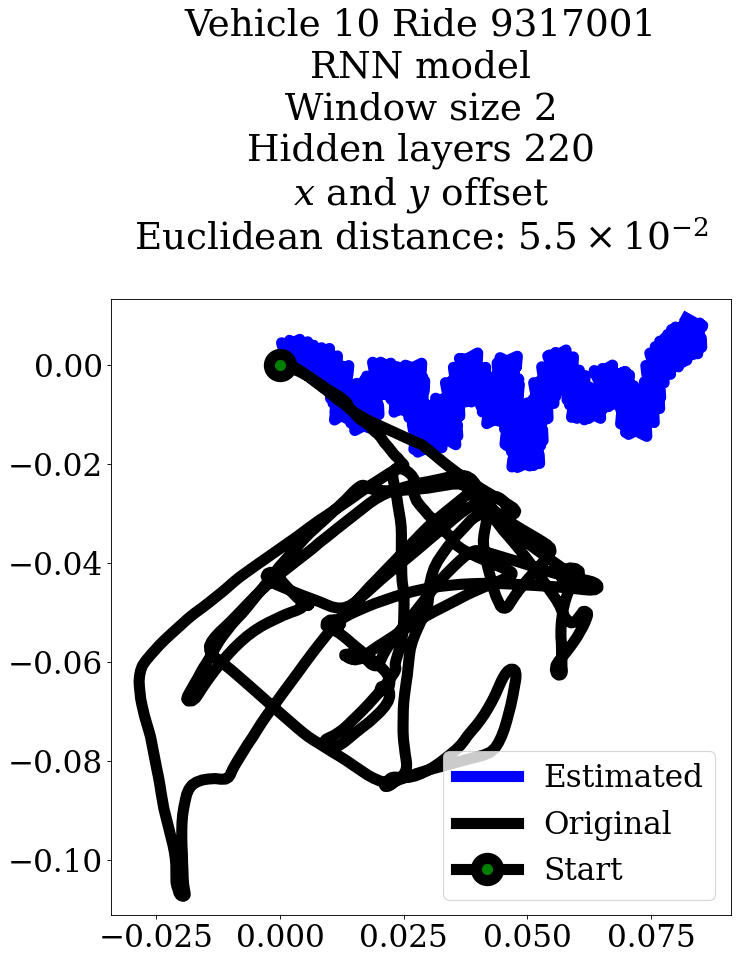 Vehicle 10 Ride 9317001
RNN model
Window size 2
Hidden layers 220
x and y offset
Euclidean distance: 5.5 × 10⁻²
0.00
−0.02
−0.04
−0.06
−0.08
−0.10
Estimated
Original
Start
−0.025 0.000 0.025 0.050 0.075